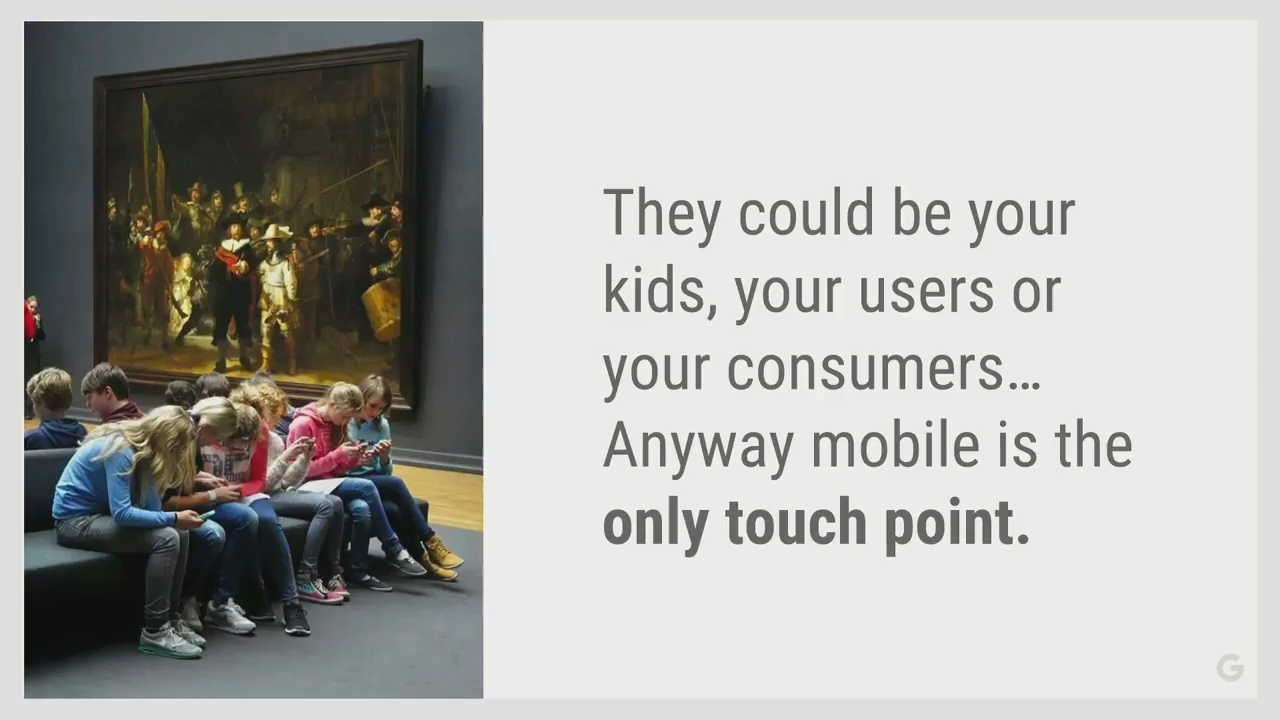 They could be your
kids, your users or
your consumers…
Anyway mobile is the
only touch point.
G